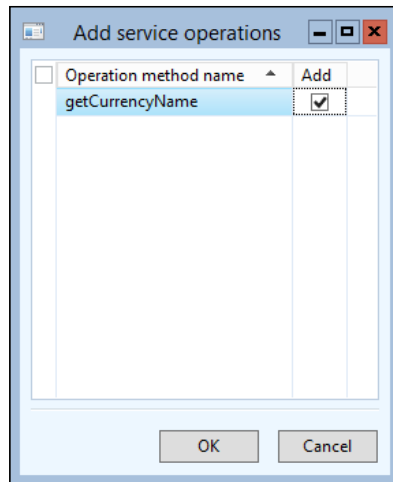 Add service operations
Operation method name Add
getCurrencyName
OK Cancel